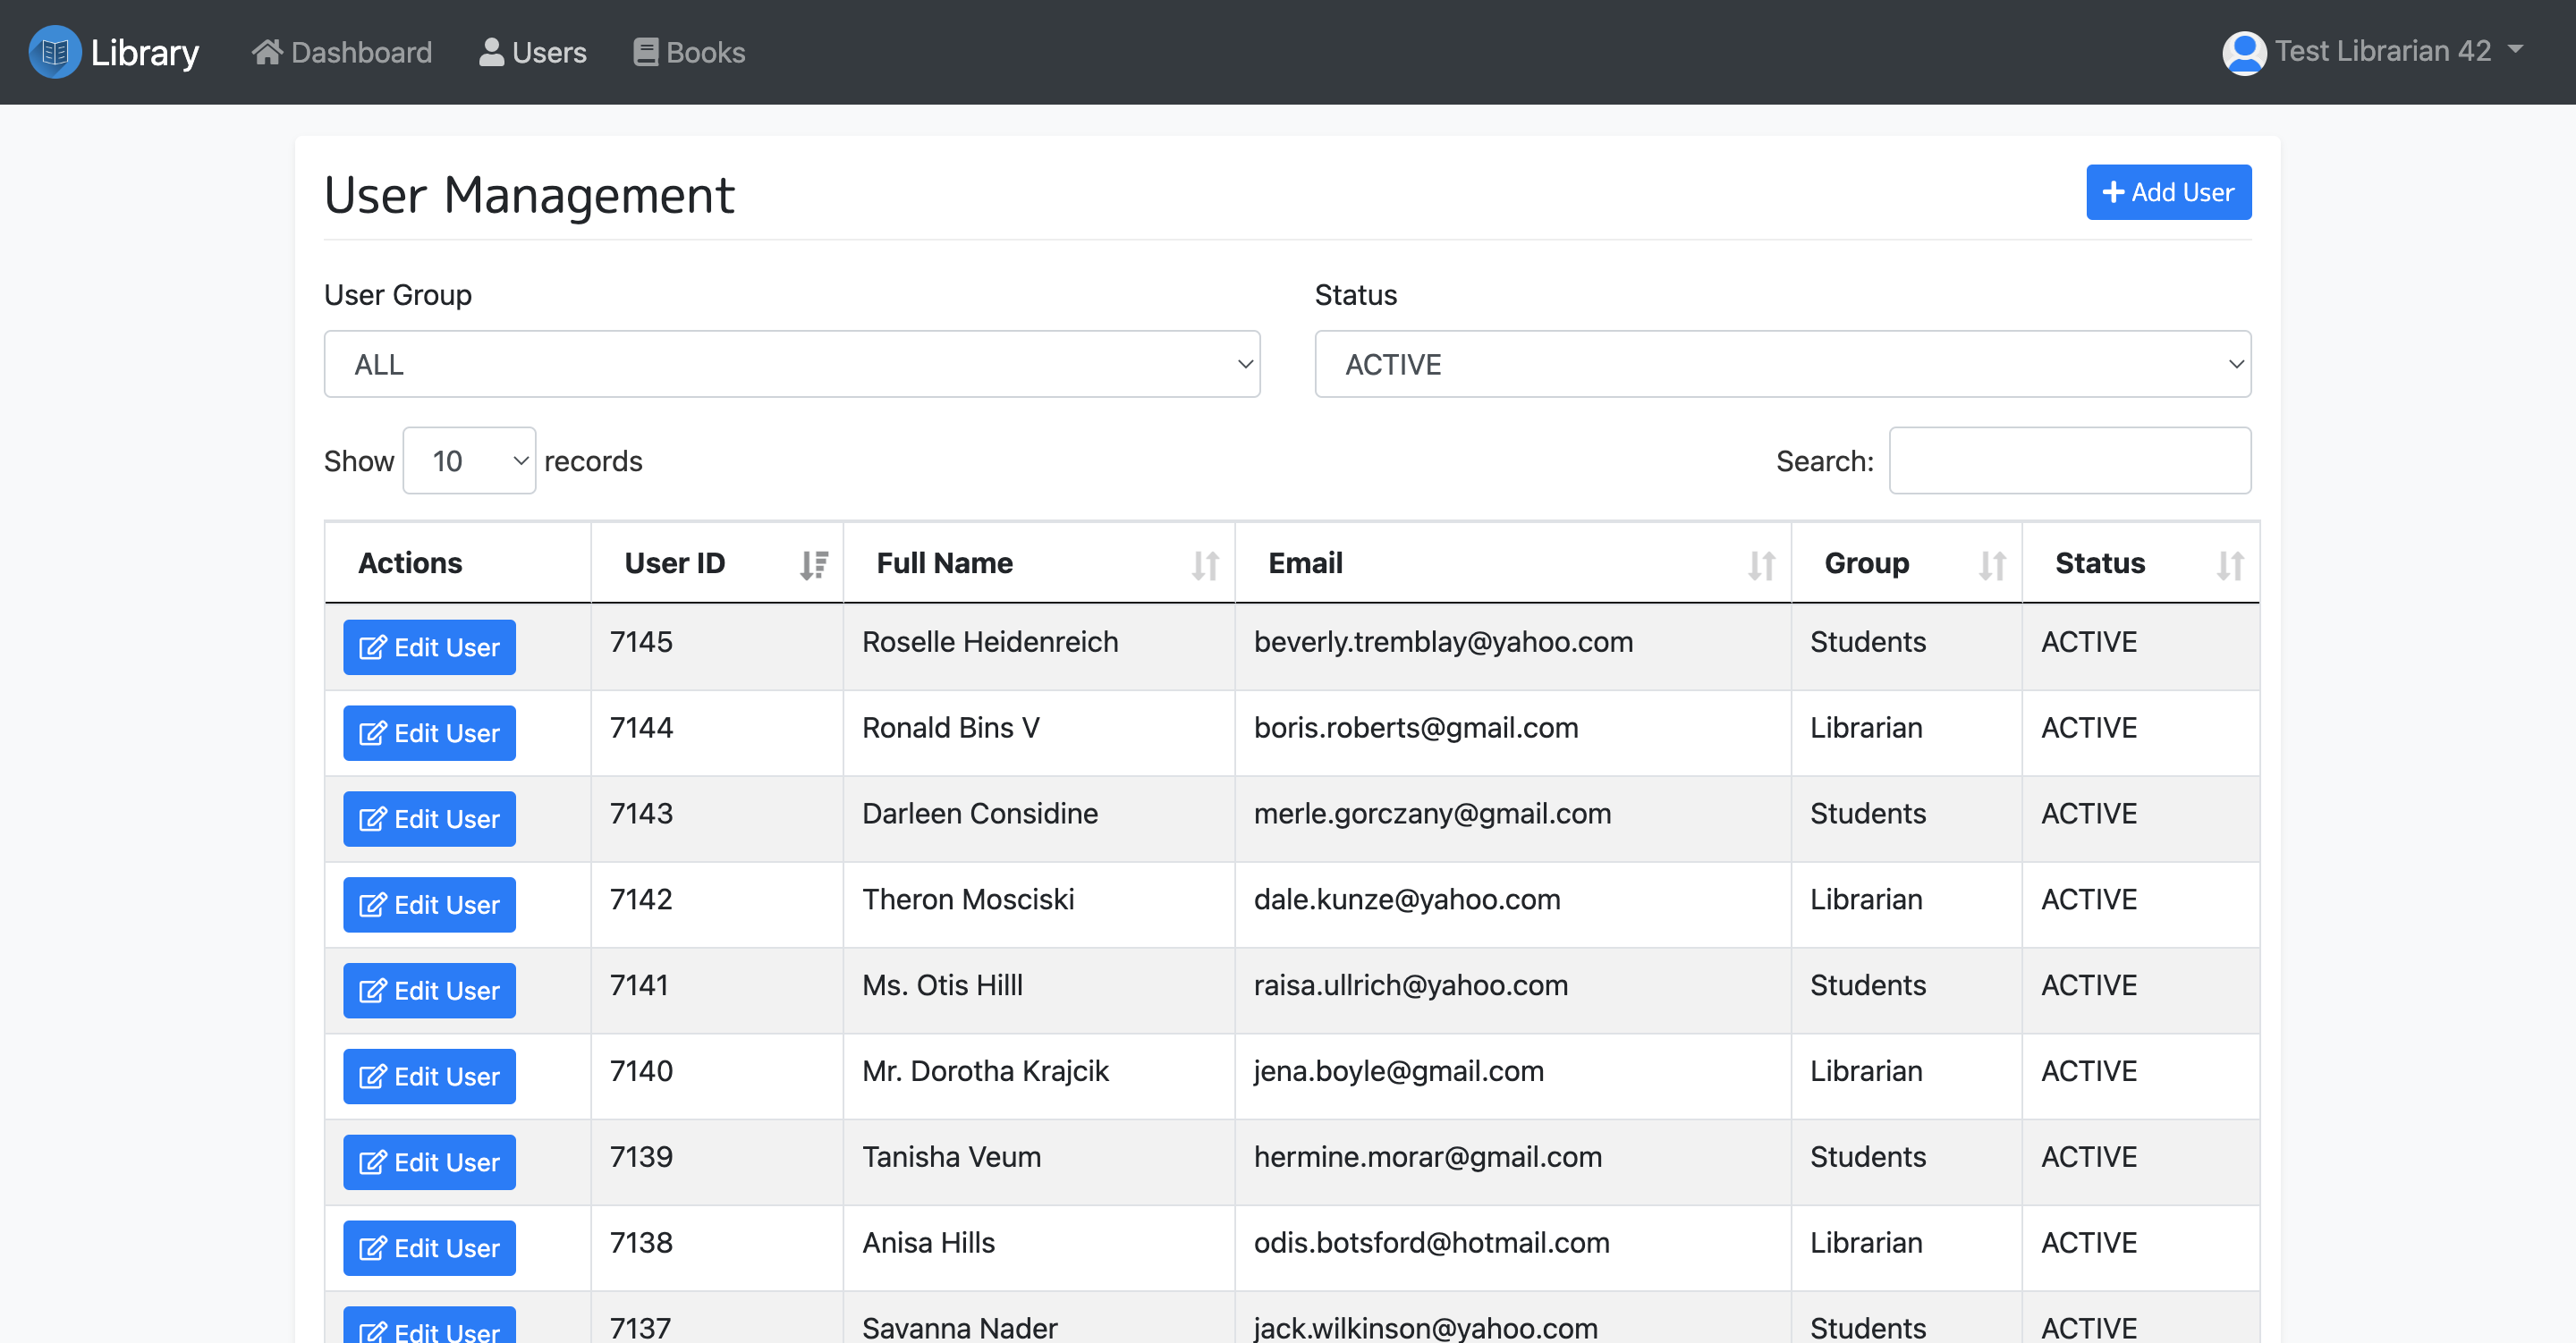 Library Dashboard Users Books Test Librarian 42
User Management + Add User
User Group Status
ALL ACTIVE
Show 10 records Search:
Actions User ID Full Name Email Group Status
Edit User 7145 Roselle Heidenreich beverly.tremblay@yahoo.com Students ACTIVE
Edit User 7144 Ronald Bins V boris.roberts@gmail.com Librarian ACTIVE
Edit User 7143 Darleen Considine merle.gorczany@gmail.com Students ACTIVE
Edit User 7142 Theron Mosciski dale.kunze@yahoo.com Librarian ACTIVE
Edit User 7141 Ms. Otis Hilll raisa.ullrich@yahoo.com Students ACTIVE
Edit User 7140 Mr. Dorotha Krajcik jena.boyle@gmail.com Librarian ACTIVE
Edit User 7139 Tanisha Veum hermine.morar@gmail.com Students ACTIVE
Edit User 7138 Anisa Hills odis.botsford@hotmail.com Librarian ACTIVE
Edit User 7137 Savanna Nader jack.wilkinson@yahoo.com Students ACTIVE